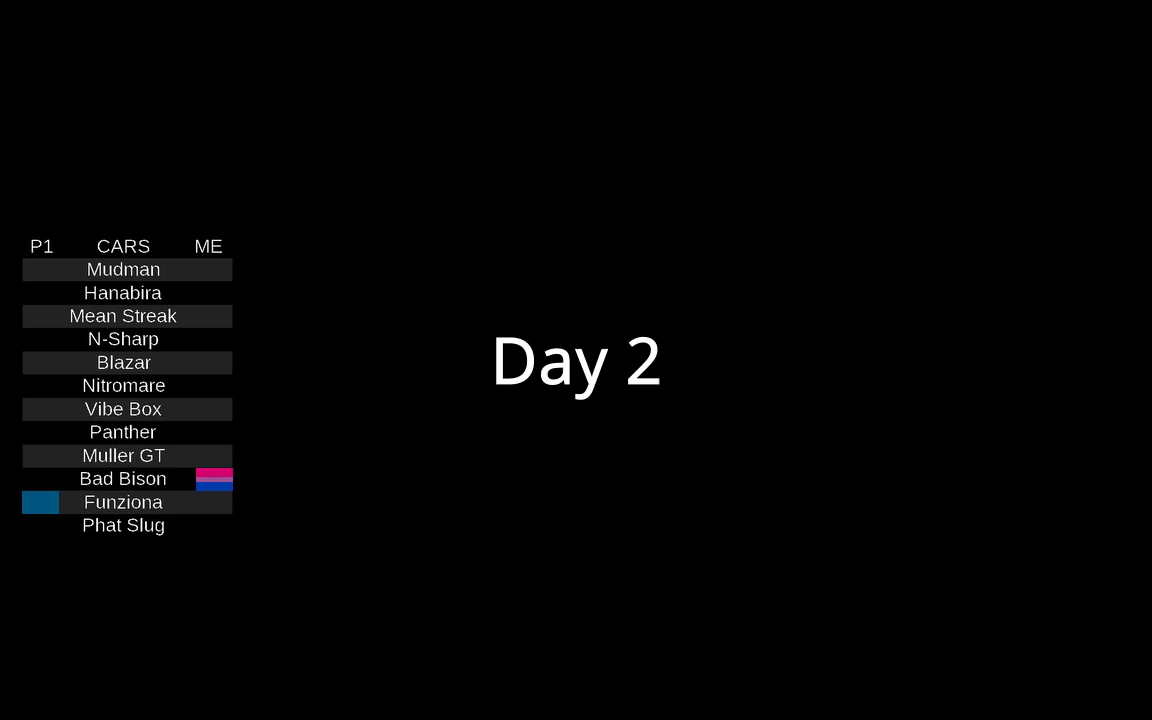 P1 CARS ME
Mudman
Hanabira
Mean Streak
N-Sharp
Blazar
Nitromare
Vibe Box
Panther
Muller GT
Bad Bison
Funziona
Phat Slug
Day 2